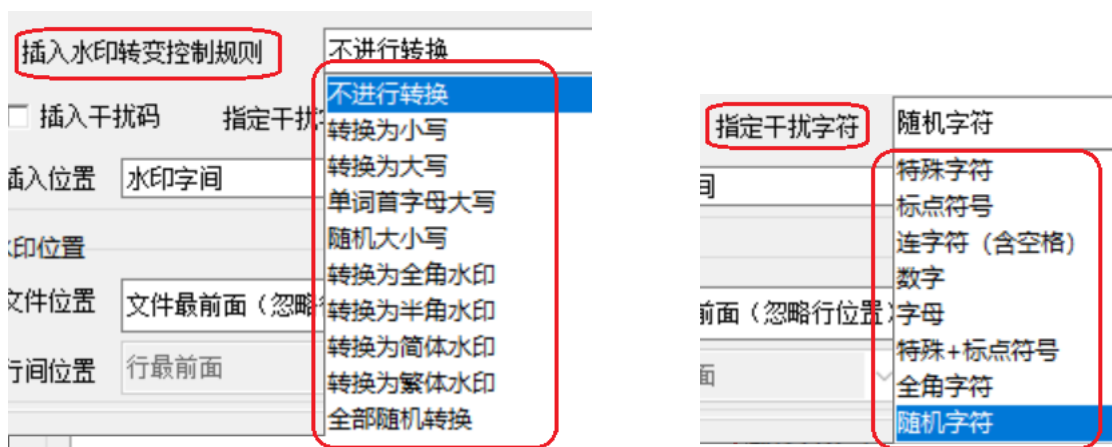 插入水印转变控制规则
不进行转换
不进行转换
插入干扰码
指定干扰
转换为小写
转换为大写
插入位置
水印字间
单词首字母大写
随机大小写
水印位置
转换为全角水印
文件位置
文件最前面（忽略
转换为半角水印
转换为简体水印
行间位置
行最前面
转换为繁体水印
全部随机转换
指定干扰字符
随机字符
特殊字符
间
标点符号
连字符（含空格）
数字
前面（忽略行位置）
字母
特殊+标点符号
面
全角字符
随机字符